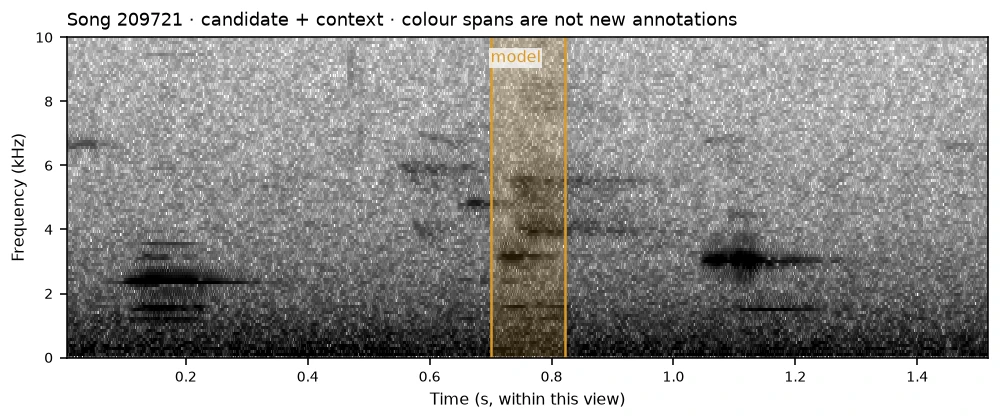 Song 209721 · candidate + context · colour spans are not new annotations
model
10
8
6
4
2
0
Frequency (kHz)
0.2 0.4 0.6 0.8 1.0 1.2 1.4
Time (s, within this view)